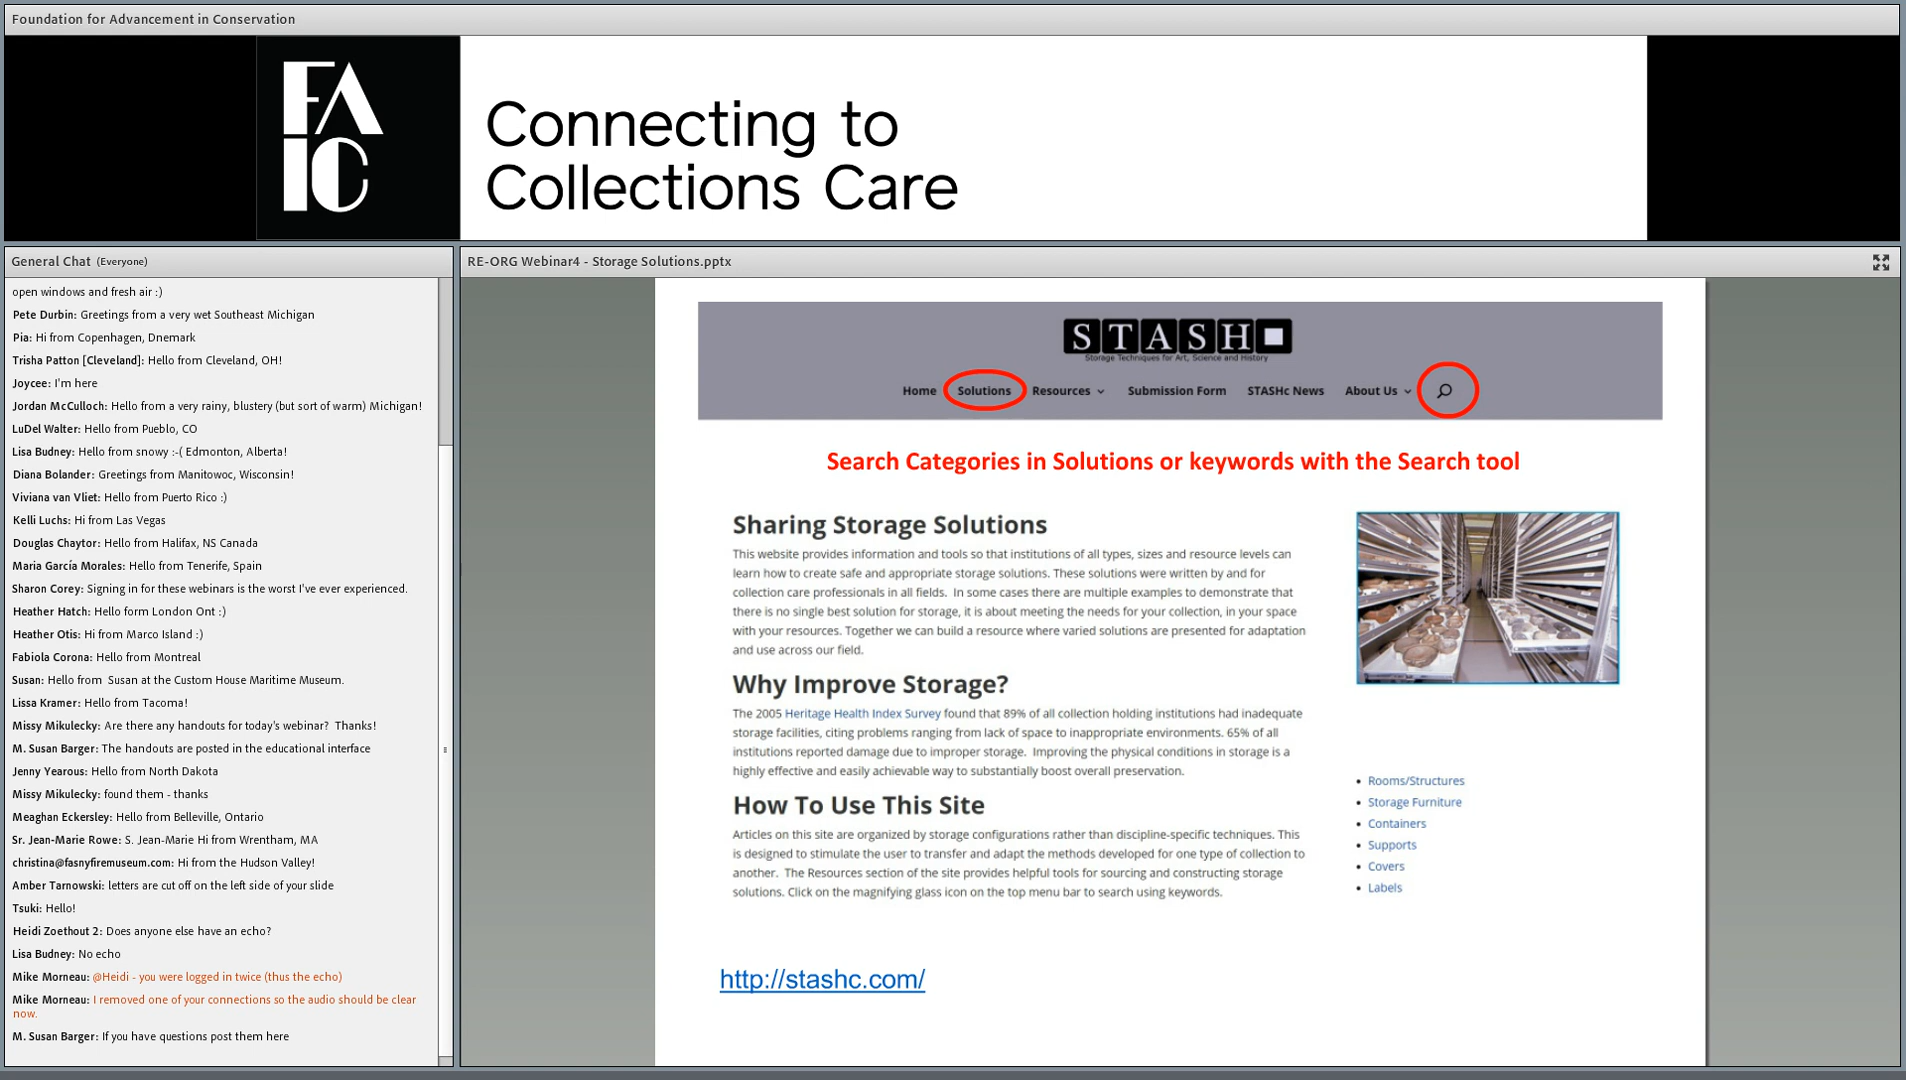 Foundation for Advancement in Conservation
FA
IC
Connecting to
Collections Care
General Chat (Everyone)
open windows and fresh air :)
Pete Durbin: Greetings from a very wet Southeast Michigan
Pia: Hi from Copenhagen, Dnemark
Trisha Patton [Cleveland]: Hello from Cleveland, OH!
Joycee: I'm here
Jordan McCulloch: Hello from a very rainy, blustery (but sort of warm) Michigan!
LuDel Walter: Hello from Pueblo, CO
Lisa Budney: Hello from snowy :-( Edmonton, Alberta!
Diana Bolander: Greetings from Manitowoc, Wisconsin!
Viviana van Vliet: Hello from Puerto Rico :)
Kelli Luchs: Hi from Las Vegas
Douglas Chaytor: Hello from Halifax, NS Canada
Maria García Morales: Hello from Tenerife, Spain
Sharon Corey: Signing in for these webinars is the worst I've ever experienced.
Heather Hatch: Hello form London Ont :)
Heather Otis: Hi from Marco Island :)
Fabiola Corona: Hello from Montreal
Susan: Hello from  Susan at the Custom House Maritime Museum.
Lissa Kramer: Hello from Tacoma!
Missy Mikulecky: Are there any handouts for today's webinar?  Thanks!
M. Susan Barger: The handouts are posted in the educational interface
Jenny Yearous: Hello from North Dakota
Missy Mikulecky: found them - thanks
Meaghan Eckersley: Hello from Belleville, Ontario
Sr. Jean-Marie Rowe: S. Jean-Marie Hi from Wrentham, MA
christina@fasnyfiremuseum.com: Hi from the Hudson Valley!
Amber Tarnowski: letters are cut off on the left side of your slide
Tsuki: Hello!
Heidi Zoethout 2: Does anyone else have an echo?
Lisa Budney: No echo
Mike Morneau: @Heidi - you were logged in twice (thus the echo)
Mike Morneau: I removed one of your connections so the audio should be clear
now.
M. Susan Barger: If you have questions post them here
RE-ORG Webinar4 - Storage Solutions.pptx
STASH
Storage Techniques for Art, Science and History
Home Solutions Resources Submission Form STASHc News About Us
Search Categories in Solutions or keywords with the Search tool
Sharing Storage Solutions
This website provides information and tools so that institutions of all types, sizes and resource levels can
learn how to create safe and appropriate storage solutions. These solutions were written by and for
collection care professionals in all fields.  In some cases there are multiple examples to demonstrate that
there is no single best solution for storage, it is about meeting the needs for your collection, in your space
with your resources. Together we can build a resource where varied solutions are presented for adaptation
and use across our field.
Why Improve Storage?
The 2005 Heritage Health Index Survey found that 89% of all collection holding institutions had inadequate
storage facilities, citing problems ranging from lack of space to inappropriate environments. 65% of all
institutions reported damage due to improper storage.  Improving the physical conditions in storage is a
highly effective and easily achievable way to substantially boost overall preservation.
How To Use This Site
Articles on this site are organized by storage configurations rather than discipline-specific techniques. This
is designed to stimulate the user to transfer and adapt the methods developed for one type of collection to
another.  The Resources section of the site provides helpful tools for sourcing and constructing storage
solutions. Click on the magnifying glass icon on the top menu bar to search using keywords.
Rooms/Structures
Storage Furniture
Containers
Supports
Covers
Labels
http://stashc.com/